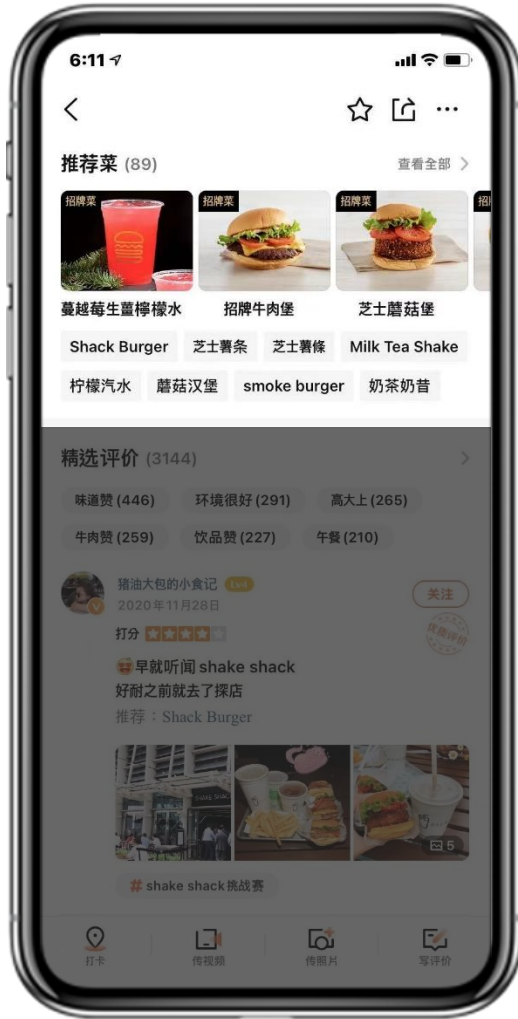 6:11
推荐菜 (89) 查看全部
招牌菜 招牌菜 招牌菜 招
蔓越莓生薑檸檬水 招牌牛肉堡 芝士蘑菇堡
Shack Burger 芝士薯条 芝士薯條 Milk Tea Shake
柠檬汽水 蘑菇汉堡 smoke burger 奶茶奶昔
精选评价 (3144)
味道赞 (446) 环境很好 (291) 高大上 (265)
牛肉赞 (259) 饮品赞 (227) 午餐 (210)
猪油大包的小食记 Lv4
2020年11月28日
关注
优质评价
打分
早就听闻 shake shack
好耐之前就去了探店
推荐：Shack Burger
SHAKE SHACK
5
# shake shack 挑战赛
打卡 传视频 传照片 写评价